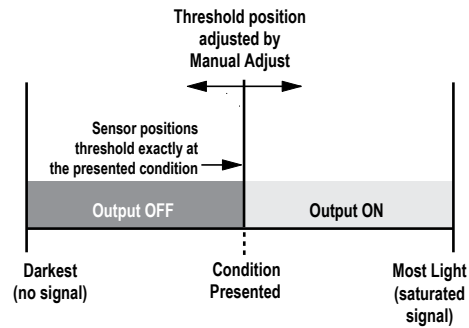 Threshold position
adjusted by
Manual Adjust
Sensor positions
threshold exactly at
the presented condition
Output OFF
Output ON
Darkest
(no signal)
Condition
Presented
Most Light
(saturated
signal)